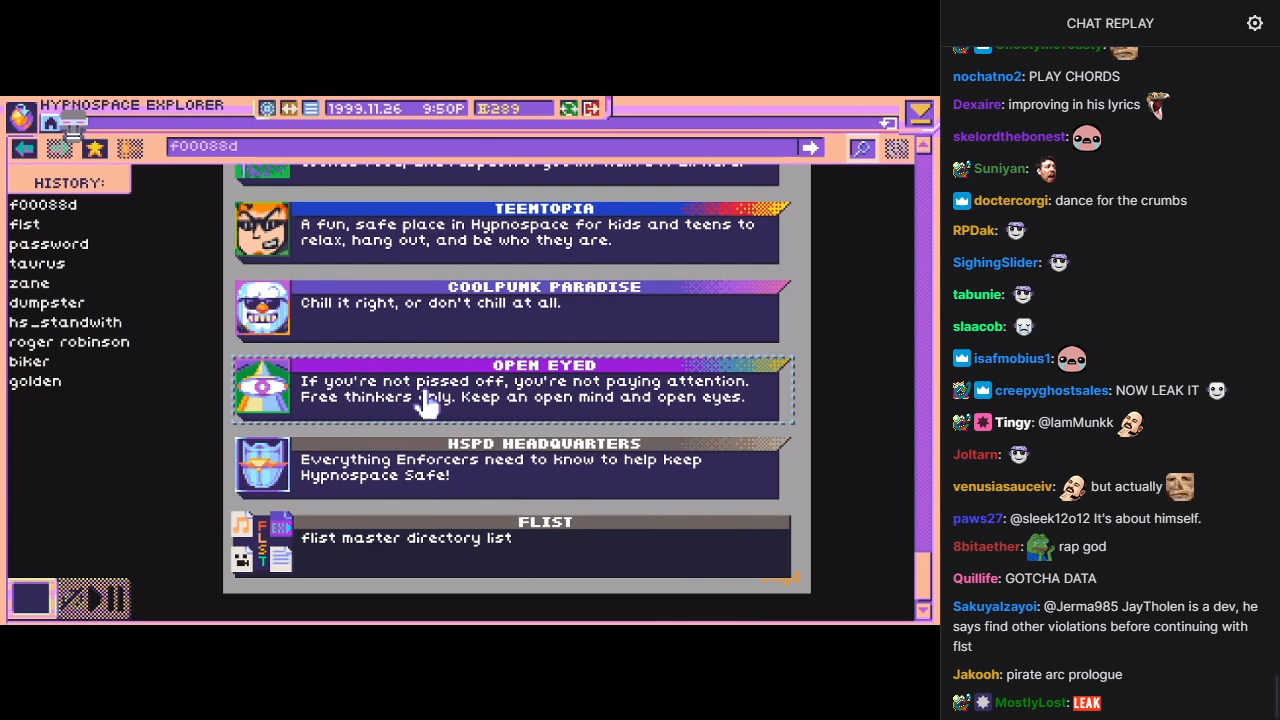 HYPNOSPACE EXPLORER
1999.11.26 9:50P
289
f00088d
HISTORY:
f00088d
flst
password
taurus
zane
dumpster
hs_standwith
roger robinson
biker
golden
TEENTOPIA
A fun, safe place in Hypnospace for kids and teens to
relax, hang out, and be who they are.
COOLPUNK PARADISE
Chill it right, or don't chill at all.
OPEN EYED
If you're not pissed off, you're not paying attention.
Free thinkers only. Keep an open mind and open eyes.
HSPD HEADQUARTERS
Everything Enforcers need to know to help keep
Hypnospace Safe!
FLST
FLIST
flist master directory list
CHAT REPLAY
nochatno2: PLAY CHORDS
Dexaire: improving in his lyrics
skelordthebonest:
Suniyan:
doctercorgi: dance for the crumbs
RPDak:
SighingSlider:
tabunie:
slaacob:
isafmobius1:
creepyghostsales: NOW LEAK IT
Tingy: @IamMunkk
Joltarn:
venusiasauceiv: but actually
paws27: @sleek12o12 It's about himself.
8bitaether: rap god
Quillife: GOTCHA DATA
SakuyaIzayoi: @Jerma985 JayTholen is a dev, he
says find other violations before continuing with
flst
Jakooh: pirate arc prologue
MostlyLost: LEAK